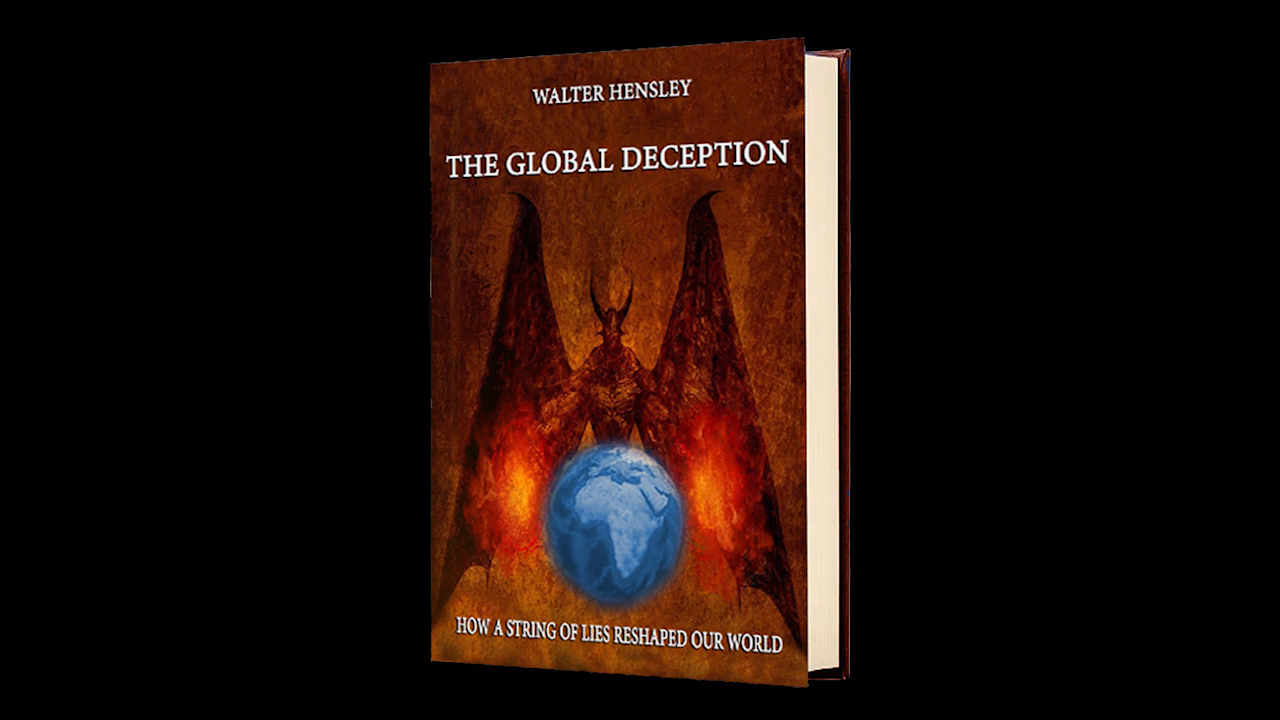 WALTER HENSLEY
THE GLOBAL DECEPTION
HOW A STRING OF LIES RESHAPED OUR WORLD